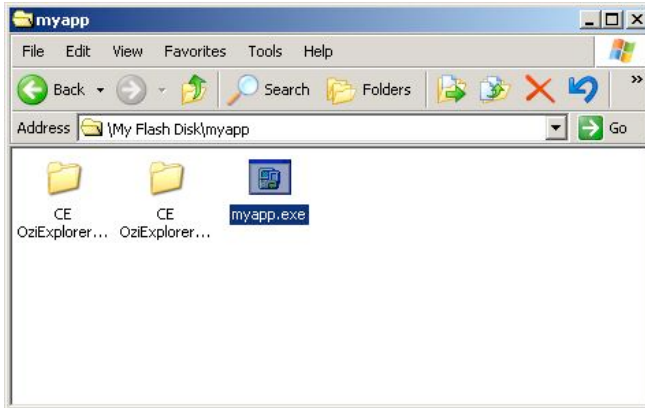 myapp
File Edit View Favorites Tools Help
Back Search Folders »
Address \My Flash Disk\myapp Go
CE CE myapp.exe
OziExplorer... OziExplorer...